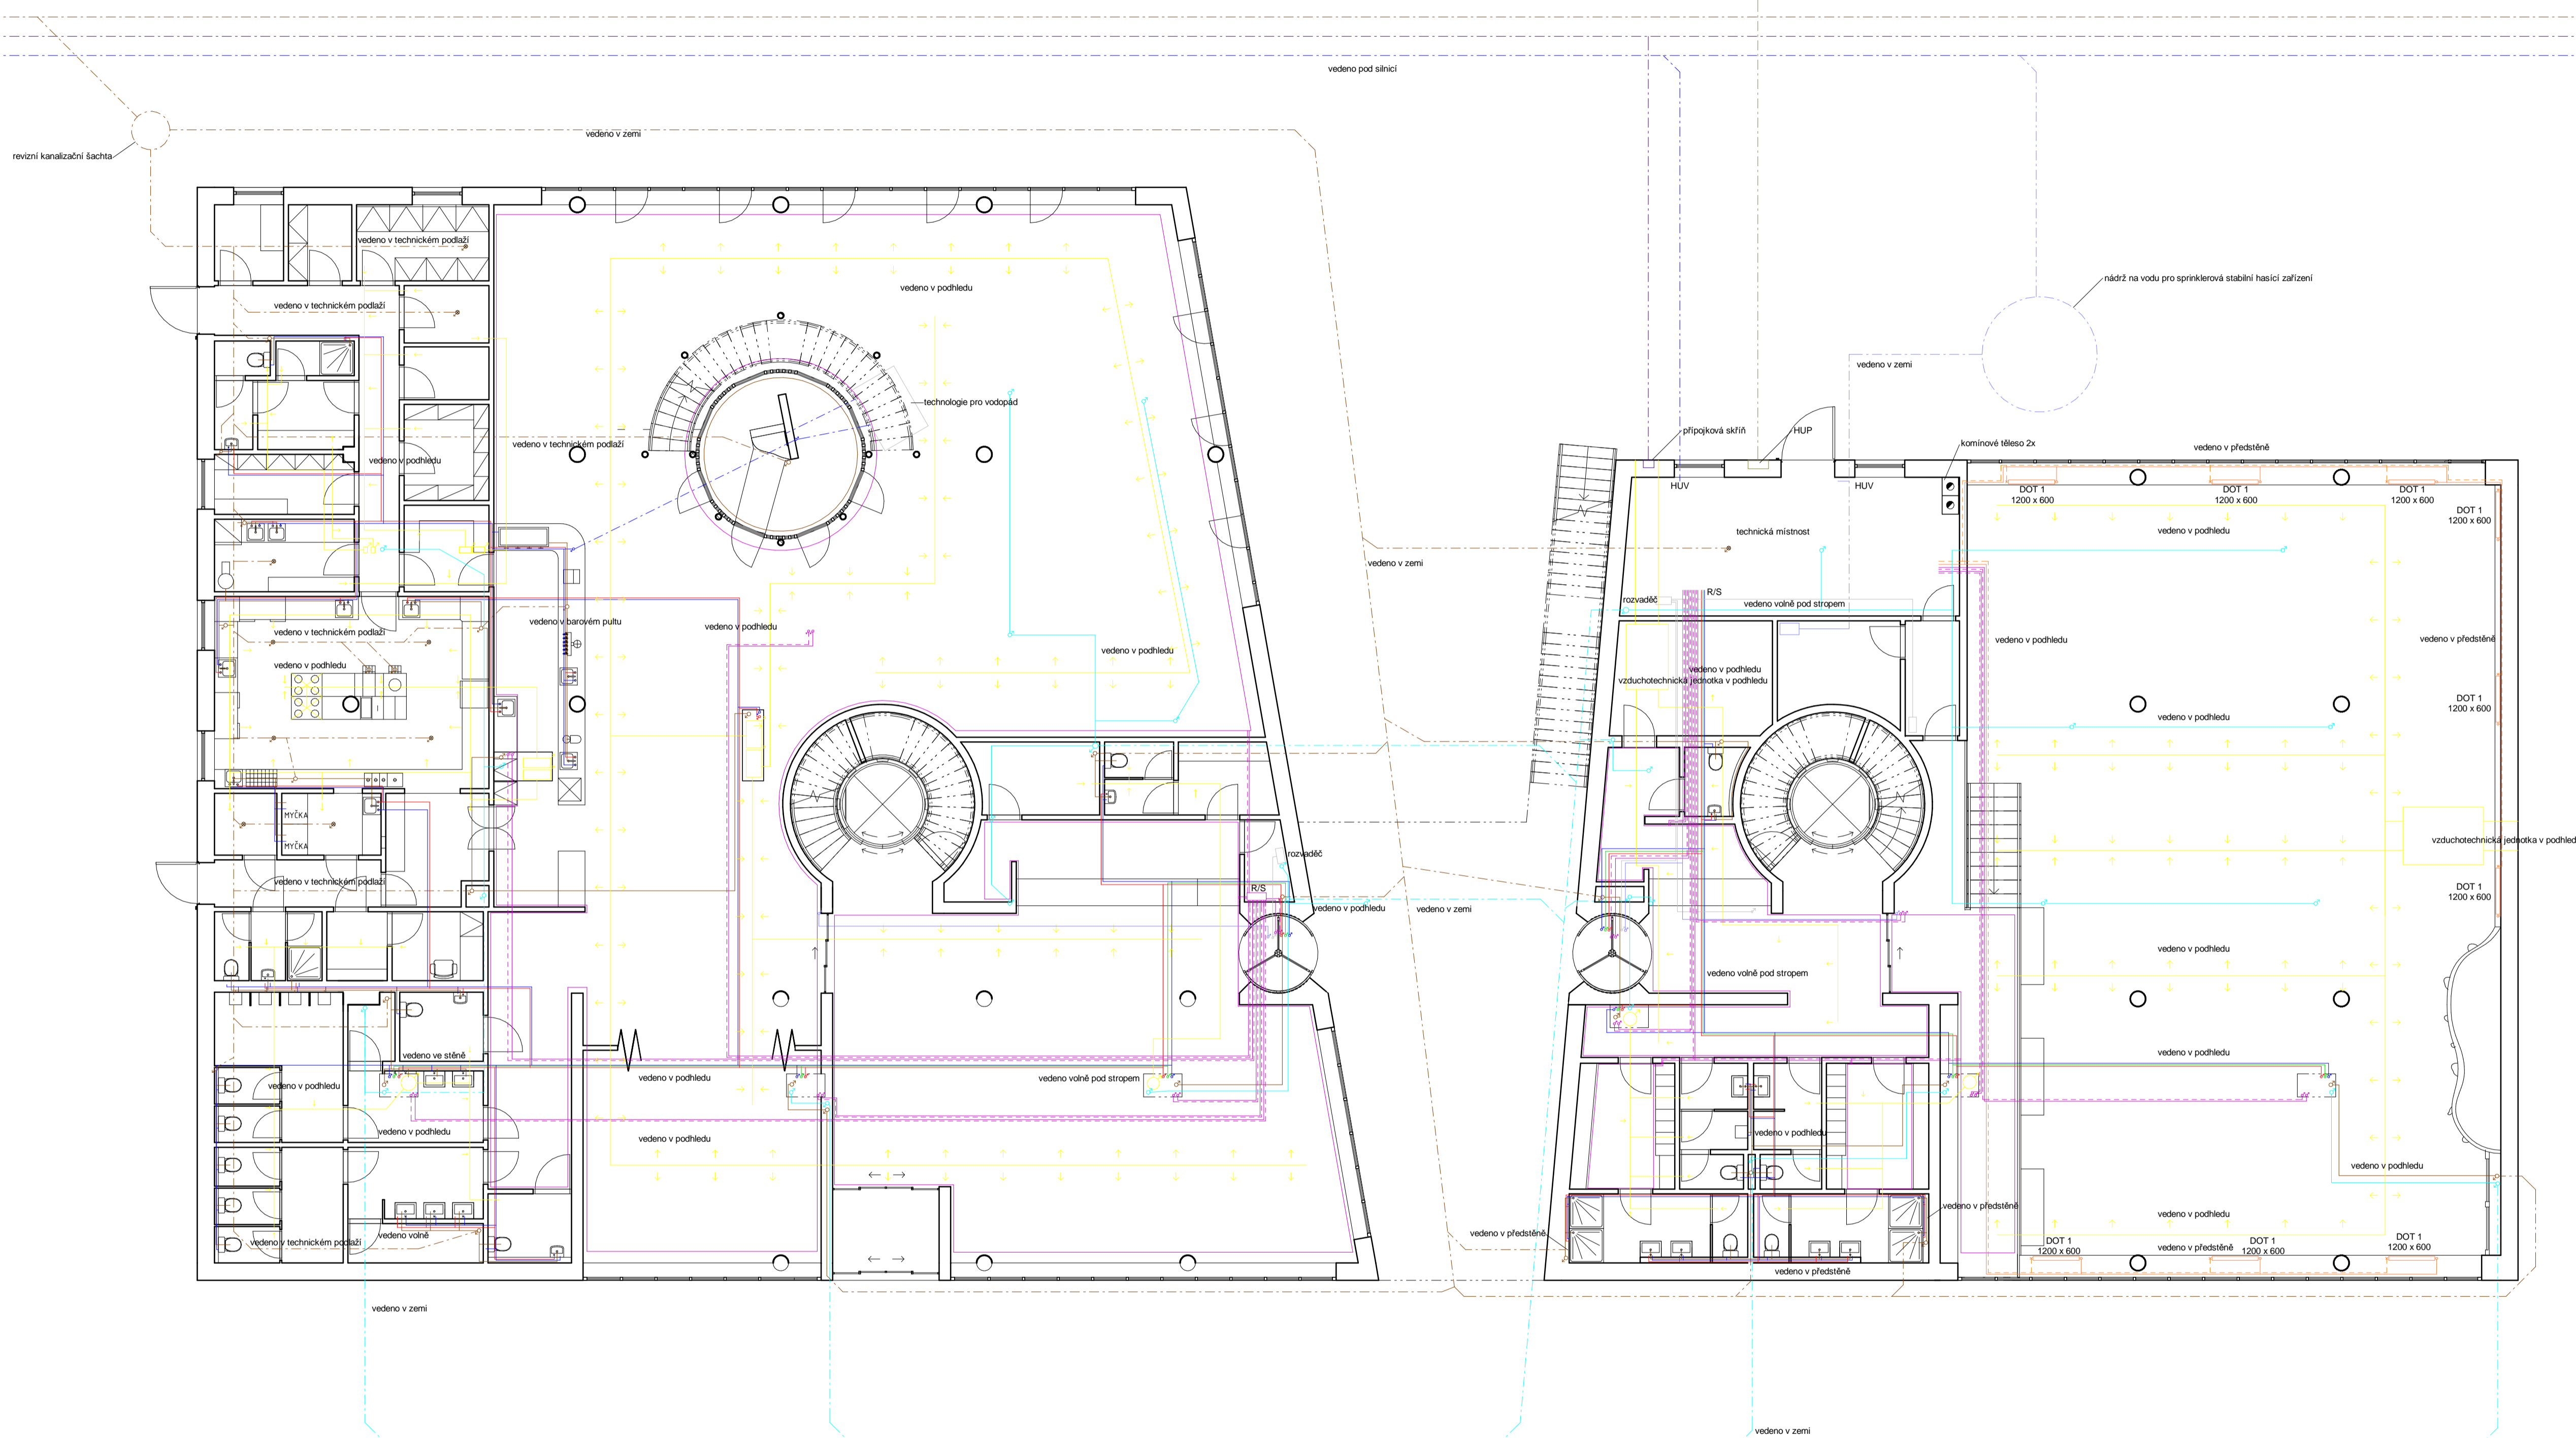 vedeno pod silnicí
vedeno v zemi
revizní kanalizační šachta
vedeno v technickém podlaží
vedeno v podhledu
nádrž na vodu pro sprinklerová stabilní hasící zařízení
vedeno v technickém podlaží
vedeno v zemi
technologie pro vodopád
přípojková skříň
HUP
komínové těleso 2x
vedeno v předstěně
vedeno v technickém podlaží
vedeno v podhledu
HUV
HUV
DOT 1
1200 x 600
DOT 1
1200 x 600
DOT 1
1200 x 600
DOT 1
1200 x 600
technická místnost
vedeno v podhledu
vedeno v zemi
R/S
rozvaděč
vedeno volně pod stropem
vedeno v barovém pultu
vedeno v podhledu
vedeno v technickém podlaží
vedeno v podhledu
vedeno v předstěně
vedeno v podhledu
vedeno v podhledu
vedeno v podhledu
vzduchotechnická jednotka v podhledu
DOT 1
1200 x 600
vedeno v podhledu
MYČKA
MYČKA
vzduchotechnická jednotka v podhled
rozvaděč
vedeno v technickém podlaží
R/S
DOT 1
1200 x 600
vedeno v podhledu
vedeno v zemi
vedeno v podhledu
vedeno volně pod stropem
vedeno ve stěně
vedeno v podhledu
vedeno v podhledu
vedeno v podhledu
vedeno volně pod stropem
vedeno v podhledu
vedeno v podhledu
vedeno v podhledu
vedeno v podhledu
vedeno v předstěně
vedeno v podhledu
vedeno volně
vedeno v technickém podlaží
vedeno v předstěně
DOT 1
1200 x 600
vedeno v předstěně
DOT 1
1200 x 600
DOT 1
1200 x 600
vedeno v předstěně
vedeno v zemi
vedeno v zemi